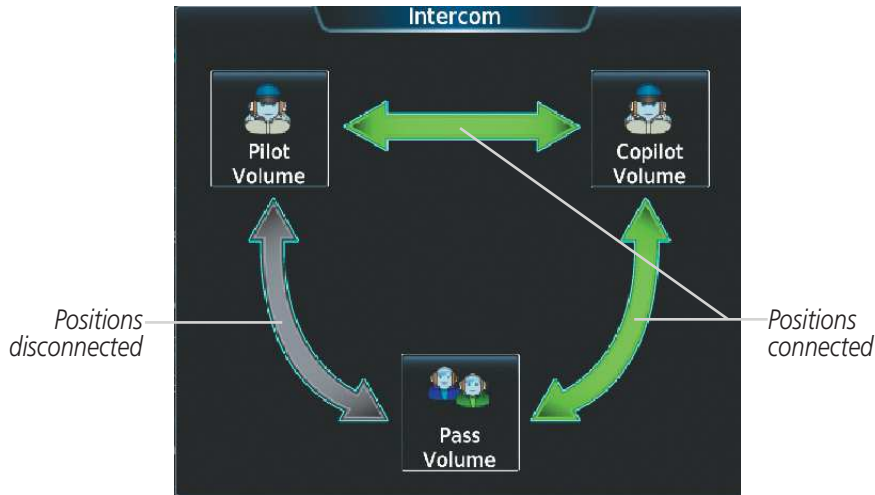 Intercom
Pilot
Volume
Copilot
Volume
Positions
disconnected
Positions
connected
Pass
Volume